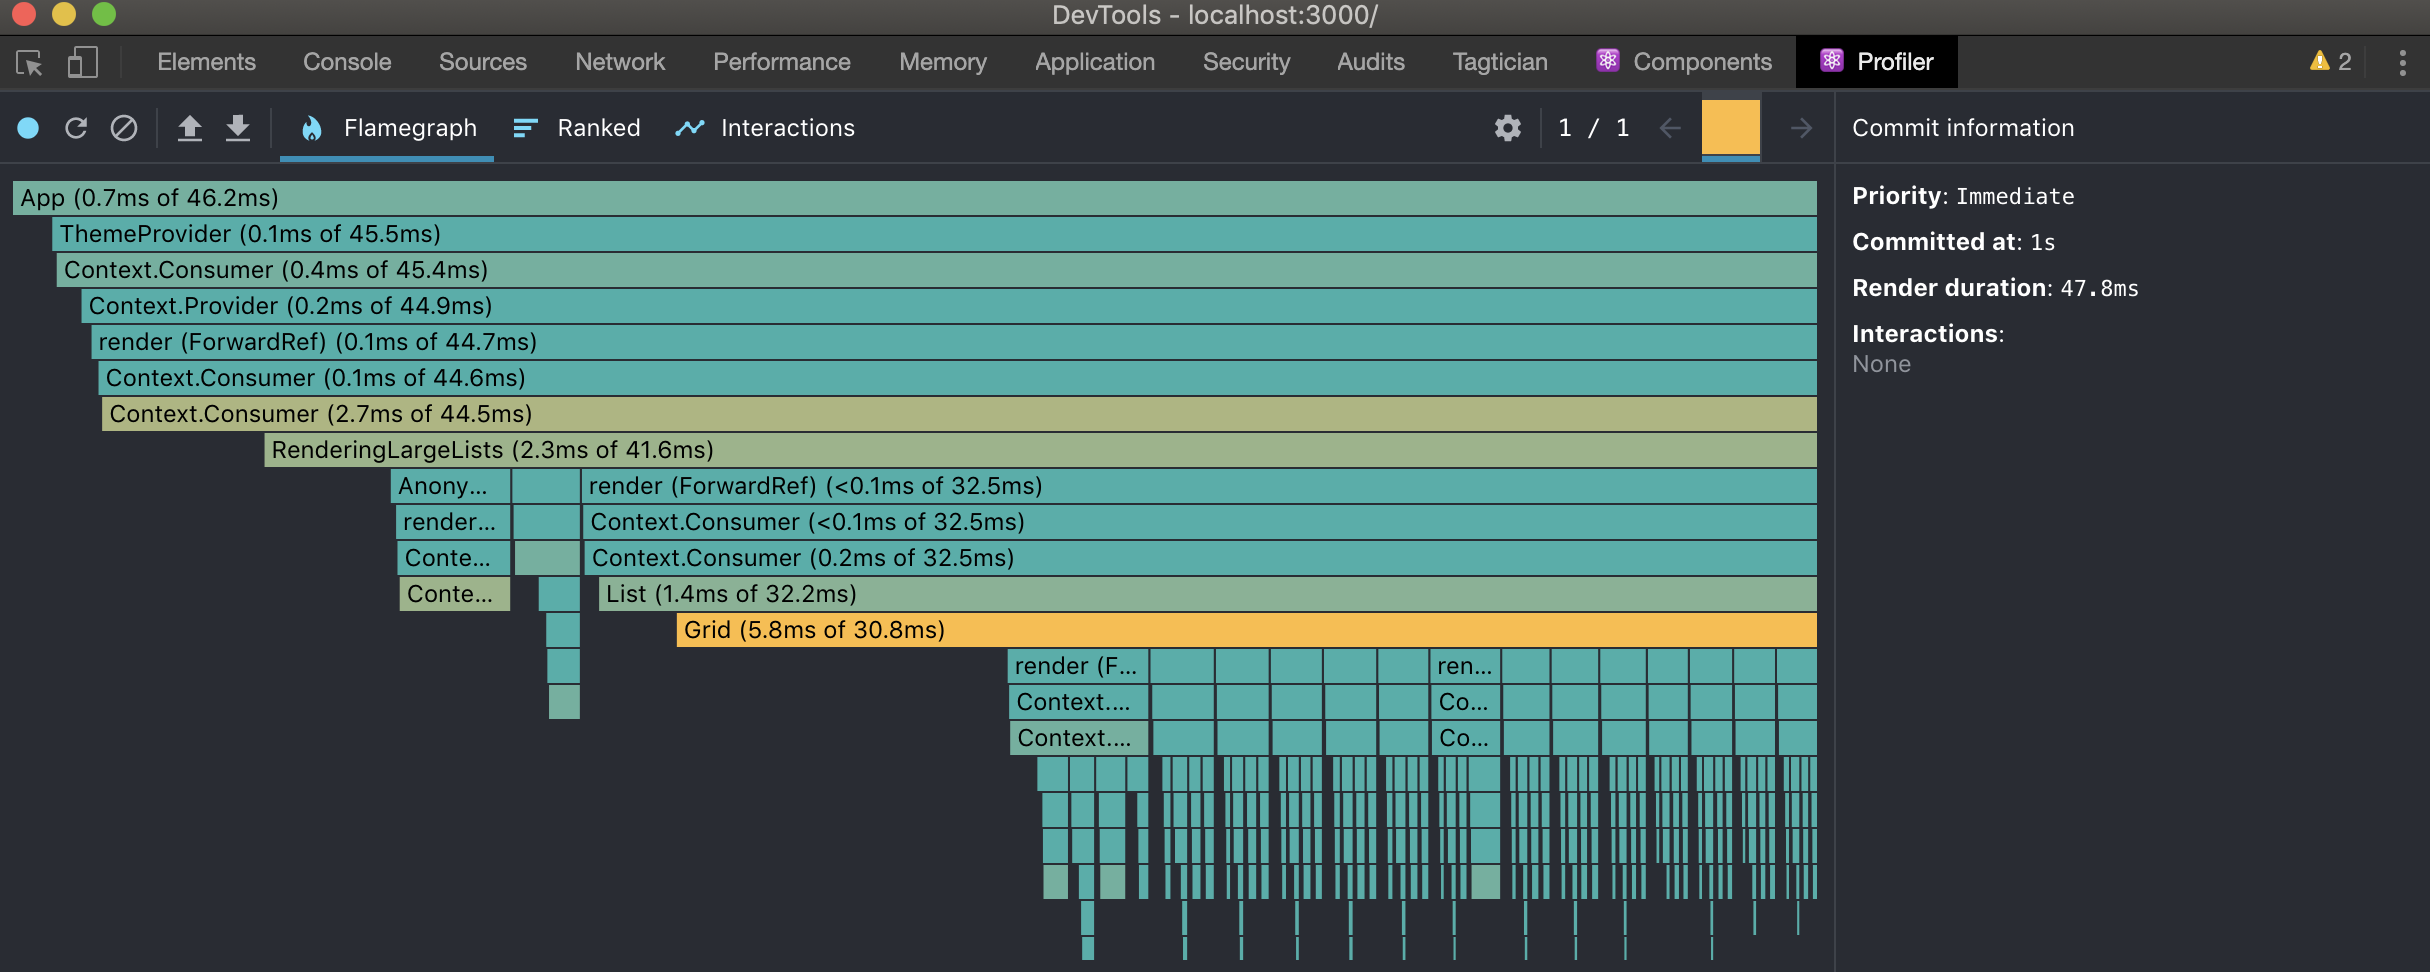 DevTools - localhost:3000/
Elements Console Sources Network Performance Memory Application Security Audits Tagtician Components Profiler 2
Flamegraph Ranked Interactions 1 / 1 Commit information
App (0.7ms of 46.2ms)
ThemeProvider (0.1ms of 45.5ms)
Context.Consumer (0.4ms of 45.4ms)
Context.Provider (0.2ms of 44.9ms)
render (ForwardRef) (0.1ms of 44.7ms)
Context.Consumer (0.1ms of 44.6ms)
Context.Consumer (2.7ms of 44.5ms)
RenderingLargeLists (2.3ms of 41.6ms)
Anony... render (ForwardRef) (<0.1ms of 32.5ms)
render... Context.Consumer (<0.1ms of 32.5ms)
Conte... Context.Consumer (0.2ms of 32.5ms)
Conte... List (1.4ms of 32.2ms)
Grid (5.8ms of 30.8ms)
render (F... ren...
Context.... Co...
Context.... Co...
Priority: Immediate
Committed at: 1s
Render duration: 47.8ms
Interactions:
None